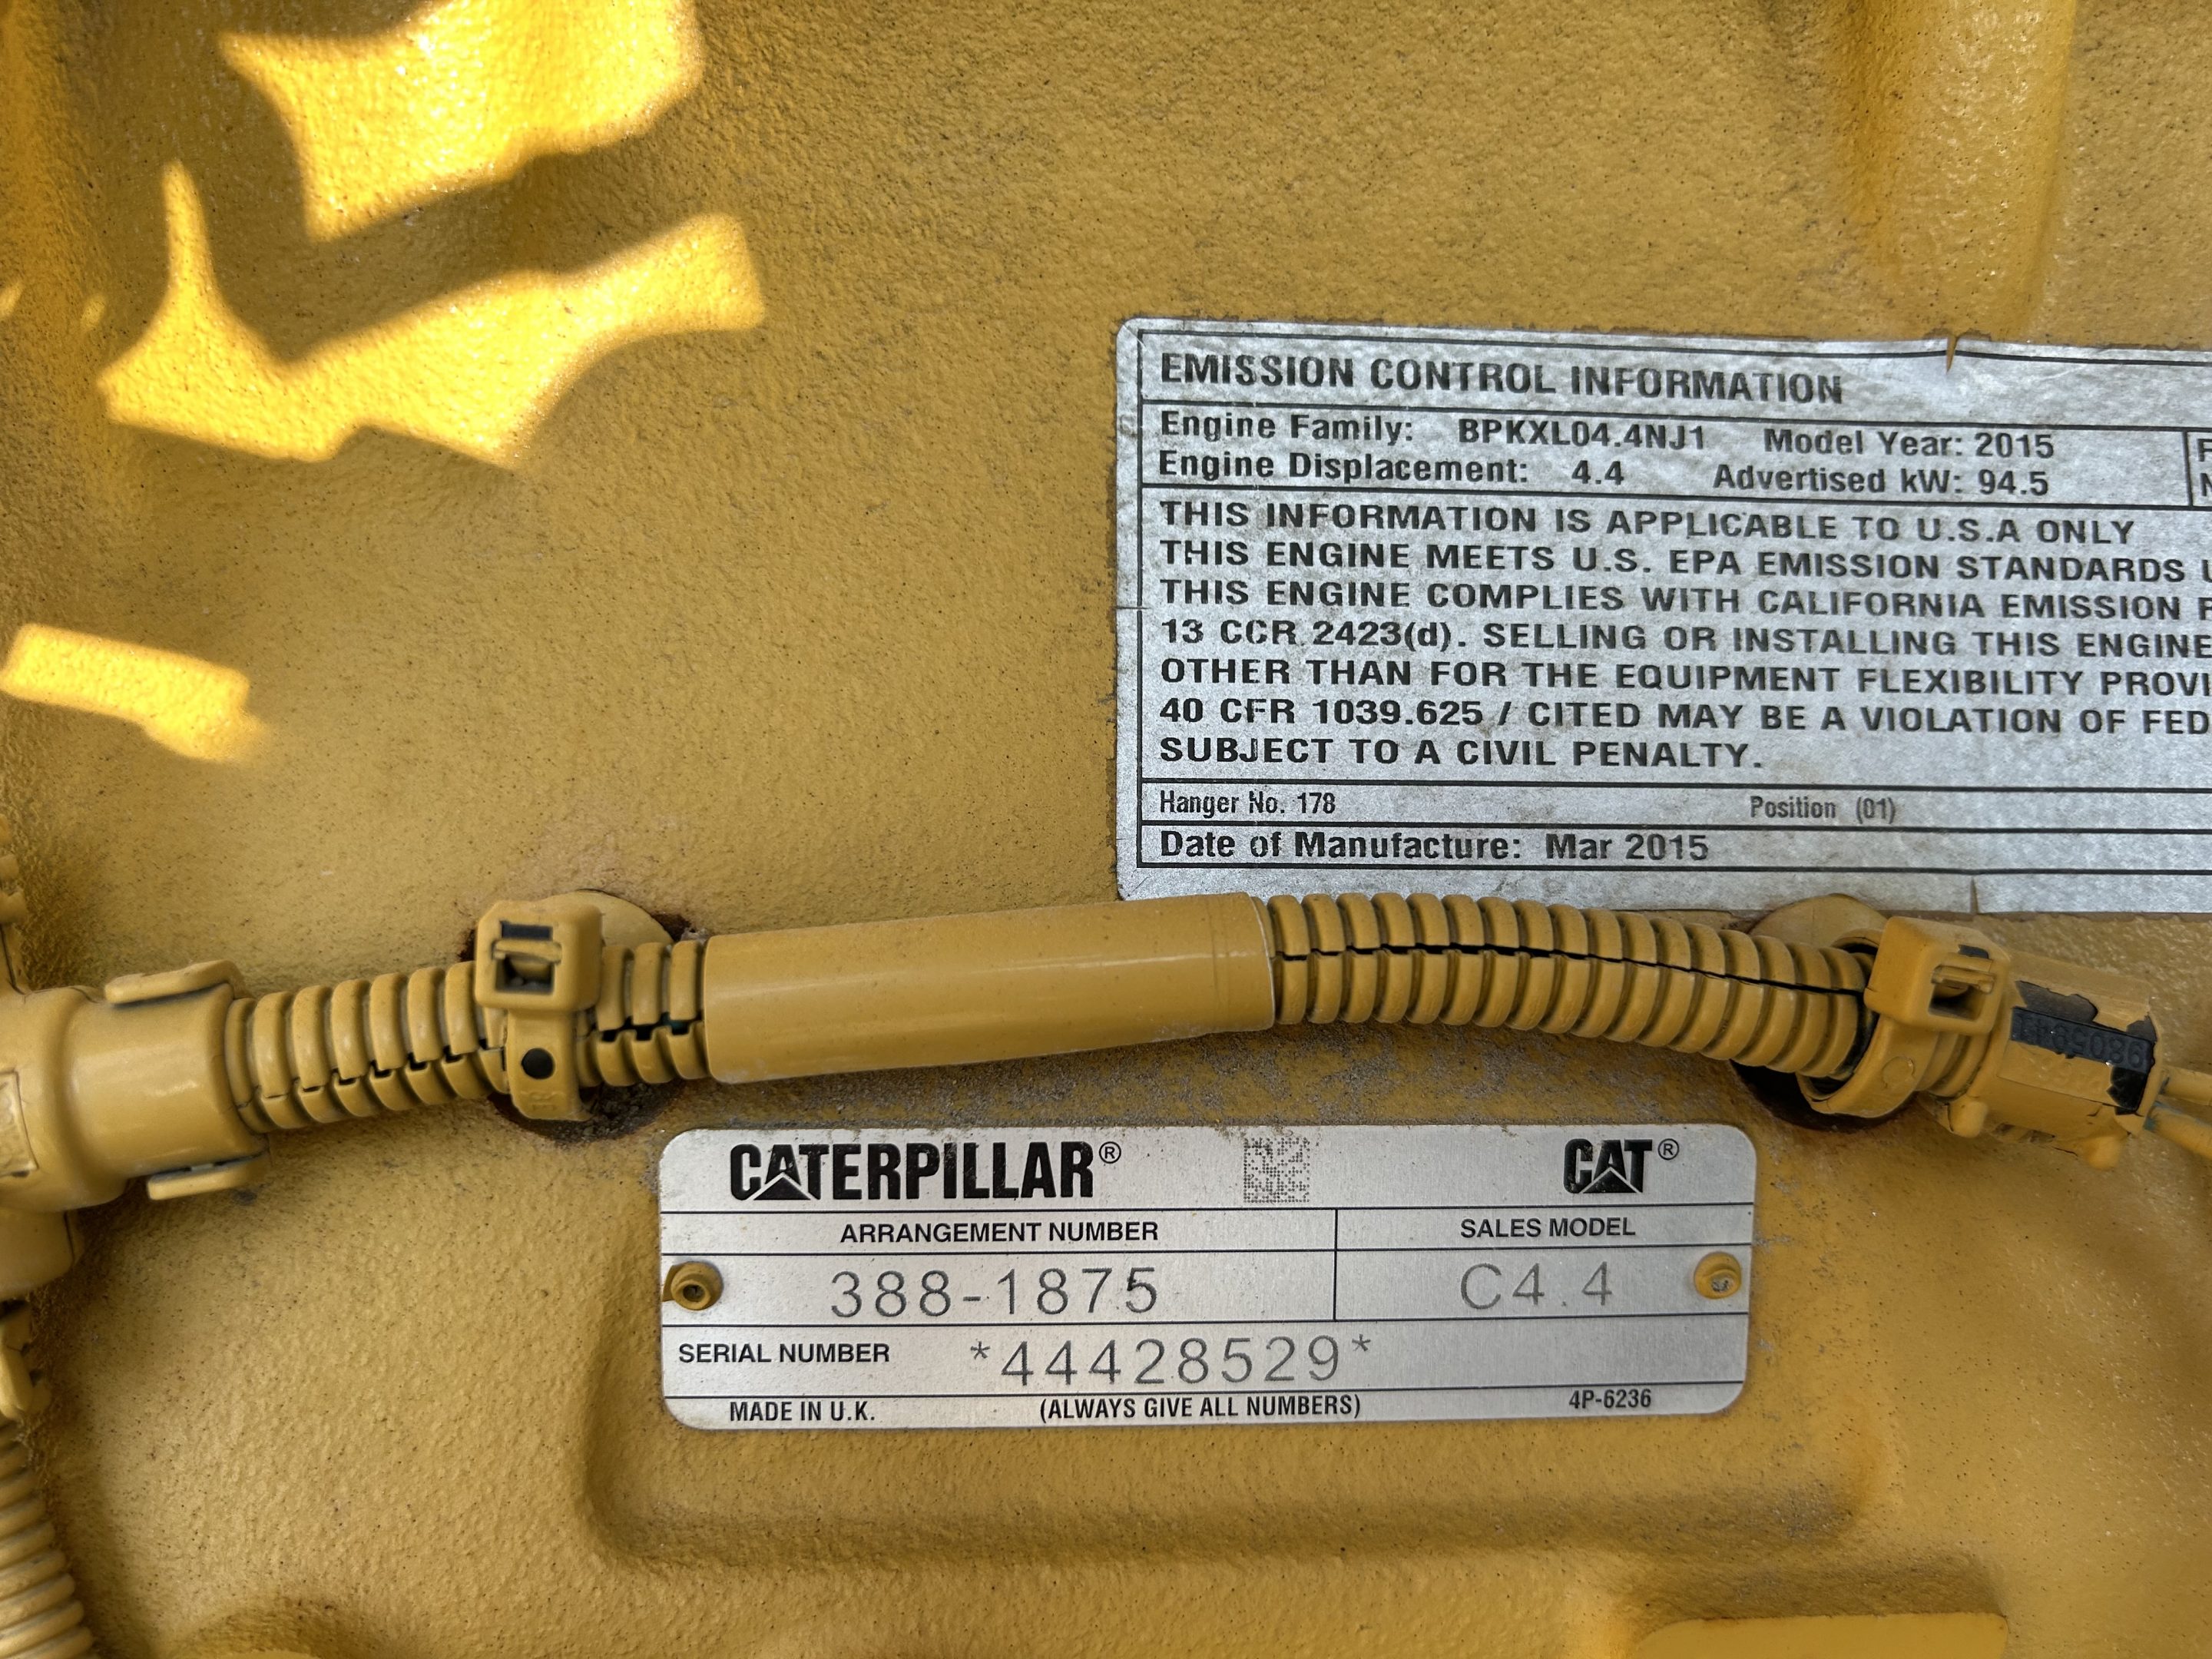 EMISSION CONTROL INFORMATION
Engine Family: BPKXL04.4NJ1 Model Year: 2015
Engine Displacement: 4.4 Advertised kW: 94.5
THIS INFORMATION IS APPLICABLE TO U.S.A ONLY
THIS ENGINE MEETS U.S. EPA EMISSION STANDARDS
THIS ENGINE COMPLIES WITH CALIFORNIA EMISSION
13 CCR 2423(d). SELLING OR INSTALLING THIS ENGINE
OTHER THAN FOR THE EQUIPMENT FLEXIBILITY PROVI
40 CFR 1039.625 / CITED MAY BE A VIOLATION OF FED
SUBJECT TO A CIVIL PENALTY.
Hanger No. 178 Position (01)
Date of Manufacture: Mar 2015
CATERPILLAR® CAT®
ARRANGEMENT NUMBER SALES MODEL
388-1875 C4.4
SERIAL NUMBER *44428529*
MADE IN U.K. (ALWAYS GIVE ALL NUMBERS) 4P-6236